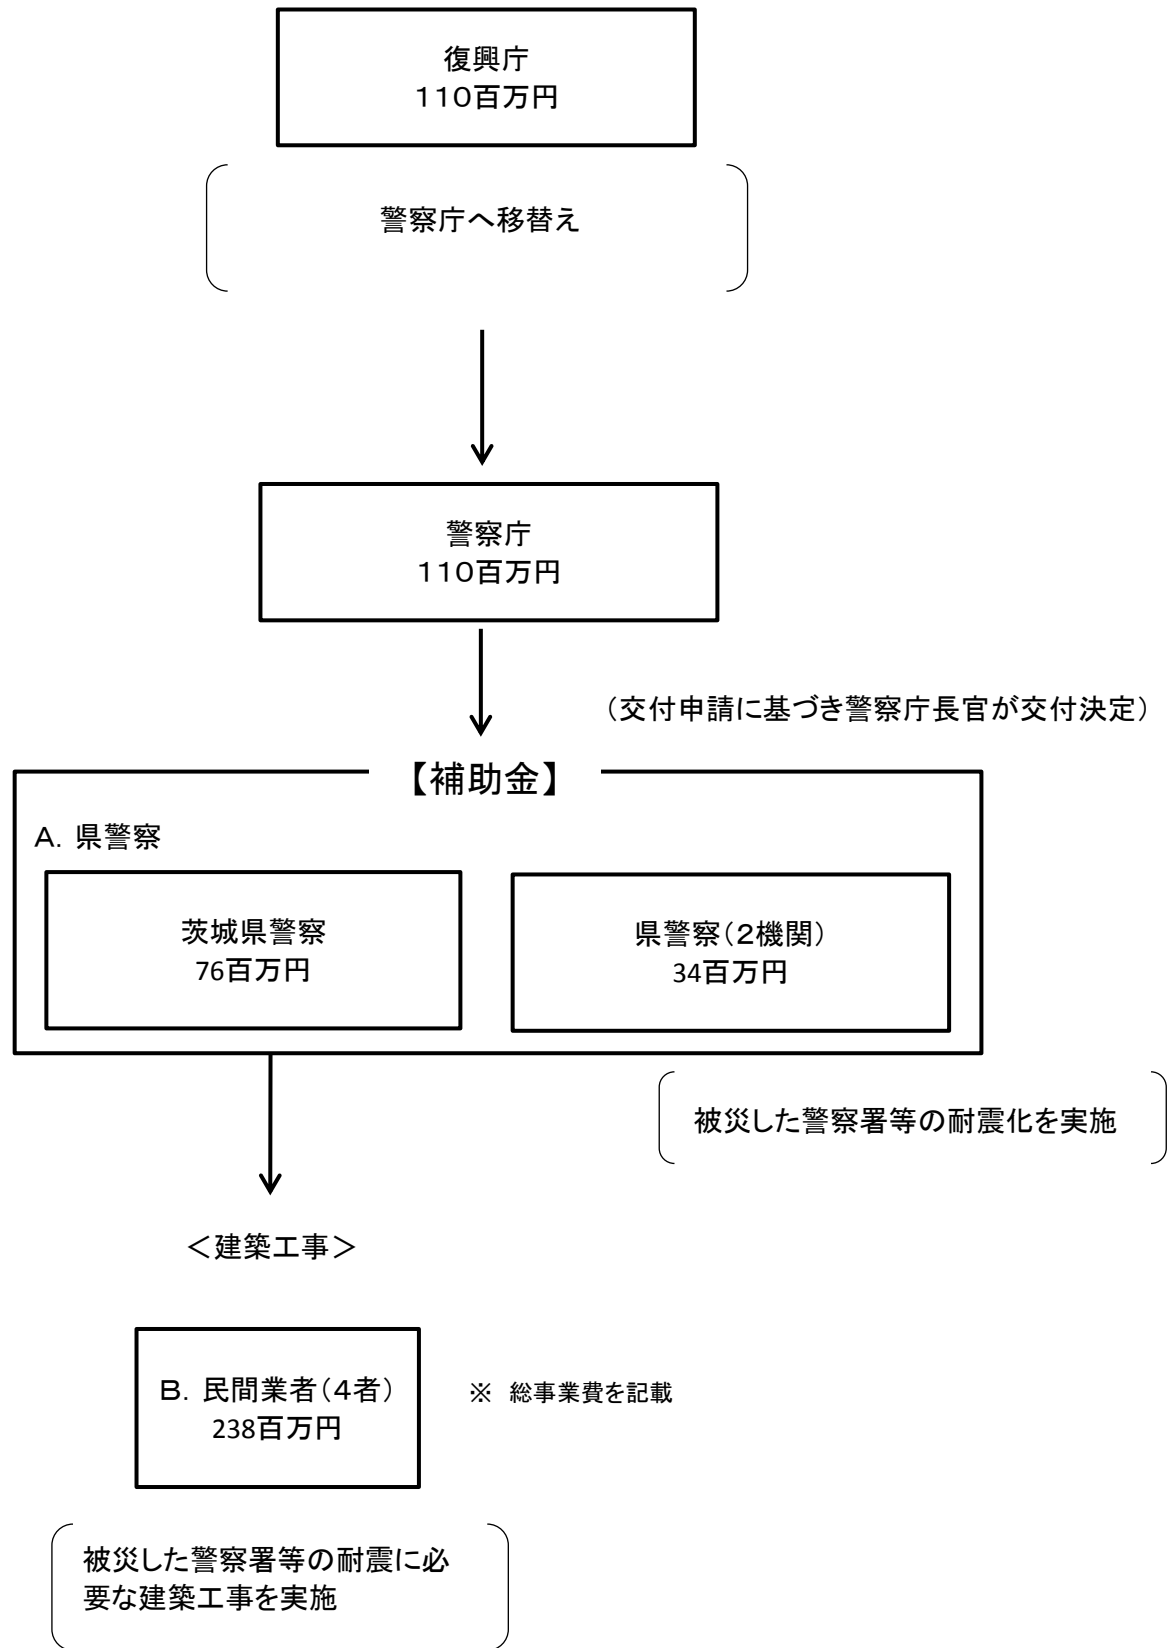 復興庁
１１０百万円
警察庁へ移替え
警察庁
１１０百万円
（交付申請に基づき警察庁長官が交付決定）
【補助金】
Ａ．県警察
茨城県警察
76百万円
県警察（２機関）
34百万円
被災した警察署等の耐震化を実施
＜建築工事＞
Ｂ．民間業者（４者）
238百万円
※　総事業費を記載
被災した警察署等の耐震に必
要な建築工事を実施